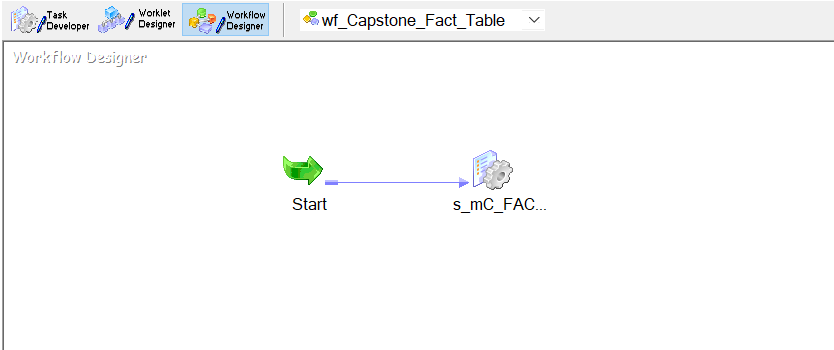 Task
Developer
Worklet
Designer
Workflow
Designer
wf_Capstone_Fact_Table
Workflow Designer
Start
s_mC_FAC...